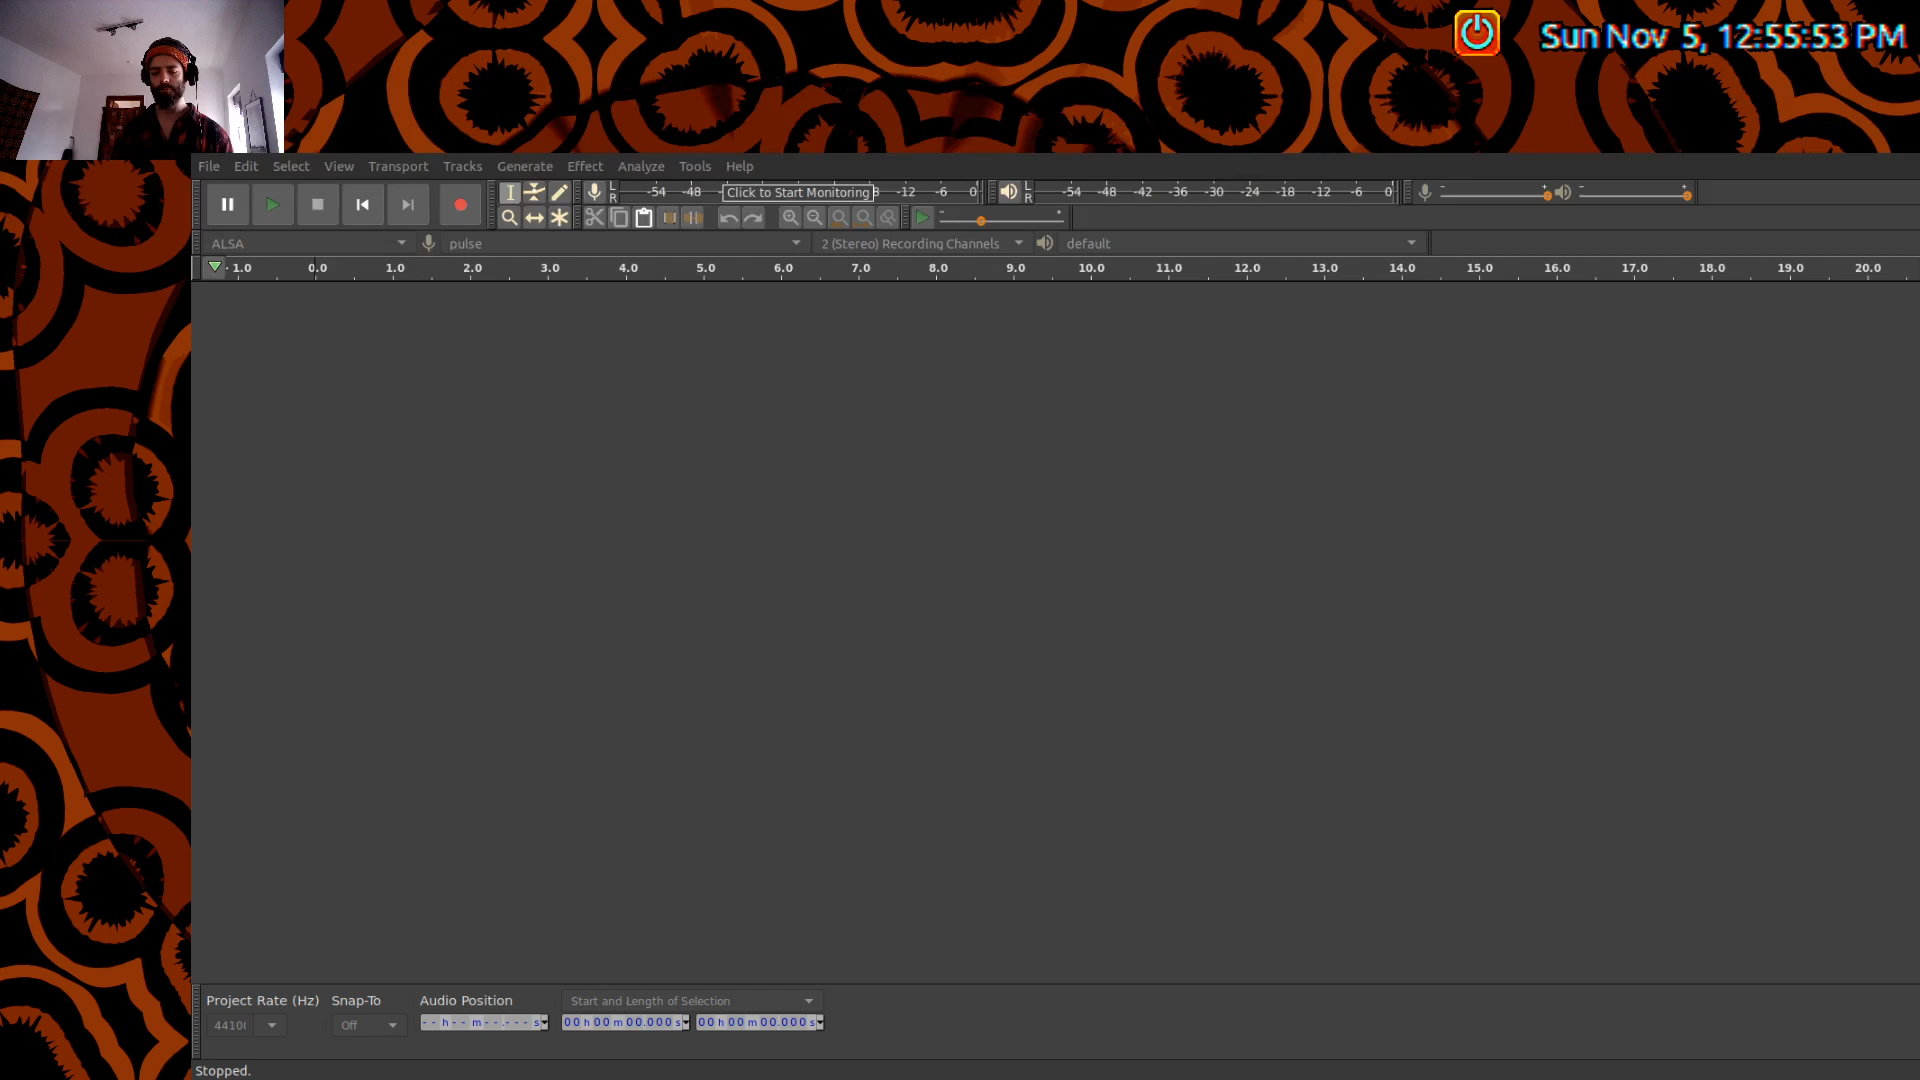 Sun Nov 5, 12:55:53 PM
File Edit Select View Transport Tracks Generate Effect Analyze Tools Help
L
R
-54 -48 Click to Start Monitoring 8 -12 -6 0
L
R
-54 -48 -42 -36 -30 -24 -18 -12 -6 0
- +
- +
ALSA pulse 2 (Stereo) Recording Channels default
- 1.0 0.0 1.0 2.0 3.0 4.0 5.0 6.0 7.0 8.0 9.0 10.0 11.0 12.0 13.0 14.0 15.0 16.0 17.0 18.0 19.0 20.0
Project Rate (Hz) Snap-To Audio Position Start and Length of Selection
4410 Off - - h - - m - - . - - - s 00 h 00 m 00.000 s 00 h 00 m 00.000 s
Stopped.